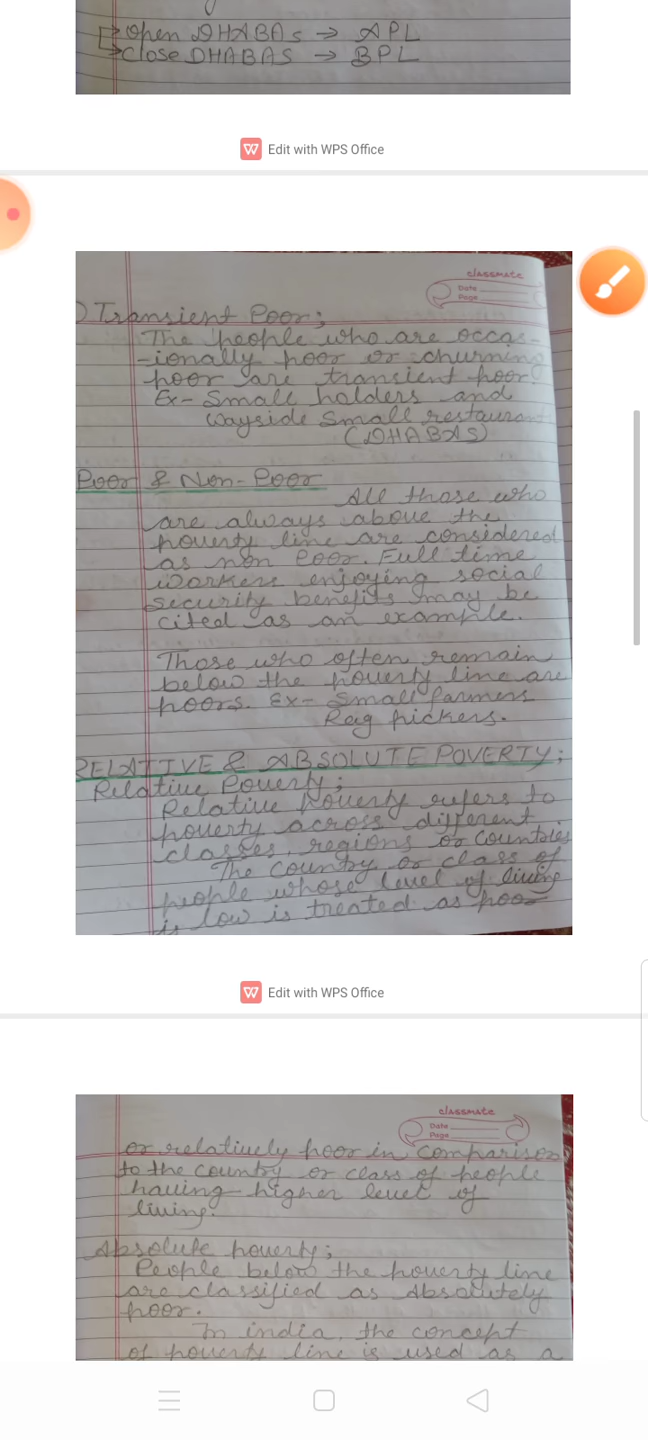 Open DHABAs → APL
Close DHABAS → BPL
Edit with WPS Office
classmate
Date
Page
) Transient Poor;
The people who are occas-
-ionally poor or churning
poor are transient poor.
Ex- Small holders and
wayside small restauran
(DHABAS)
Poor & Non-Poor
All those who
are always above the
poverty line are considered
as non Poor. Full time
workers enjoying social
security benefits may be
cited as an example.
Those who often remain
below the poverty line are
poors. Ex- Small farmers
Rag pickers.
RELATIVE & ABSOLUTE POVERTY;
Relative Poverty;
Relative Poverty refers to
poverty across different
classes, regions or countries
The country or class of
people whose level of living
is low is treated as poor
Edit with WPS Office
classmate
Date
Page
or relatively poor in comparison
to the country or class of people
having higher level of
living.
Absolute poverty;
People below the poverty line
are classified as Absolutely
poor.
In india, the concept
of poverty line is used as a